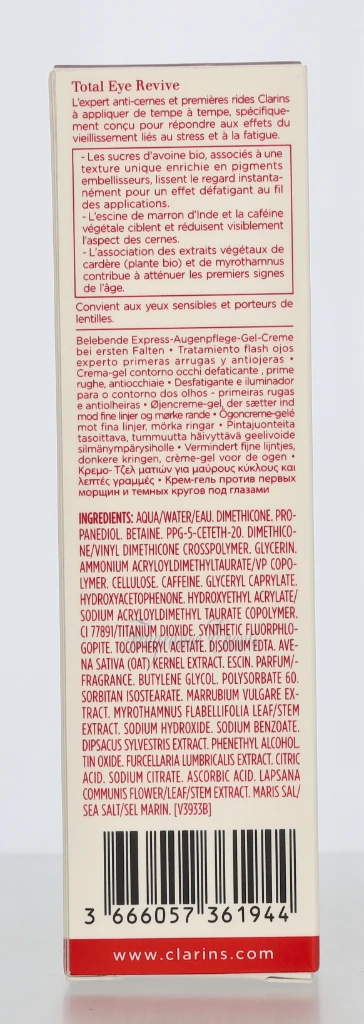 Total Eye Revive
L'expert anti-cernes et premières rides Clarins
à appliquer de tempe à tempe, spécifique-
ment conçu pour répondre aux effets du
vieillissement liés au stress et à la fatigue.
- Les sucres d'avoine bio, associés à une
texture unique enrichie en pigments
embellisseurs, lissent le regard instanta-
nément pour un effet défatigant au fil
des applications.
- L'escine de marron d'Inde et la caféine
végétale ciblent et réduisent visiblement
l'aspect des cernes.
- L'association des extraits végétaux de
cardère (plante bio) et de myrothamnus
contribue à atténuer les premiers signes
de l'âge.
Convient aux yeux sensibles et porteurs de
lentilles.
Belebende Express-Augenpflege-Gel-Creme
bei ersten Falten • Tratamiento flash ojos
experto primeras arrugas y antiojeras •
Crema-gel contorno occhi defaticante , prime
rughe, antiocchiaie • Desfatigante e iluminador
para o contorno dos olhos - primeiras rugas
e antiolheiras • Øjencreme-gel, der sætter ind
mod fine linjer og mørke rande • Ögoncreme-gelé
mot fina linjer, mörka ringar • Pintajuonteita
tasoittava, tummuutta häivyttävä geelivoide
silmänympärysiholle • Vermindert fijne lijntjes,
donkere kringen, crème-gel voor de ogen •
Κρεμο- Τζελ ματιών για μαύρους κύκλους και
λεπτές γραμμές • Крем-гель против первых
морщин и темных кругов под глазами
INGREDIENTS: AQUA/WATER/EAU. DIMETHICONE. PRO-
PANEDIOL. BETAINE. PPG-5-CETETH-20. DIMETHICO-
NE/VINYL DIMETHICONE CROSSPOLYMER. GLYCERIN.
AMMONIUM ACRYLOYLDIMETHYLTAURATE/VP COPO-
LYMER. CELLULOSE. CAFFEINE. GLYCERYL CAPRYLATE.
HYDROXYACETOPHENONE. HYDROXYETHYL ACRYLATE/
SODIUM ACRYLOYLDIMETHYL TAURATE COPOLYMER.
CI 77891/TITANIUM DIOXIDE. SYNTHETIC FLUORPHLO-
GOPITE. TOCOPHERYL ACETATE. DISODIUM EDTA. AVE-
NA SATIVA (OAT) KERNEL EXTRACT. ESCIN. PARFUM/-
FRAGRANCE. BUTYLENE GLYCOL. POLYSORBATE 60.
SORBITAN ISOSTEARATE. MARRUBIUM VULGARE EX-
TRACT. MYROTHAMNUS FLABELLIFOLIA LEAF/STEM
EXTRACT. SODIUM HYDROXIDE. SODIUM BENZOATE.
DIPSACUS SYLVESTRIS EXTRACT. PHENETHYL ALCOHOL.
TIN OXIDE. FURCELLARIA LUMBRICALIS EXTRACT. CITRIC
ACID. SODIUM CITRATE. ASCORBIC ACID. LAPSANA
COMMUNIS FLOWER/LEAF/STEM EXTRACT. MARIS SAL/
SEA SALT/SEL MARIN. [V3933B]
3 666057 361944
www.clarins.com